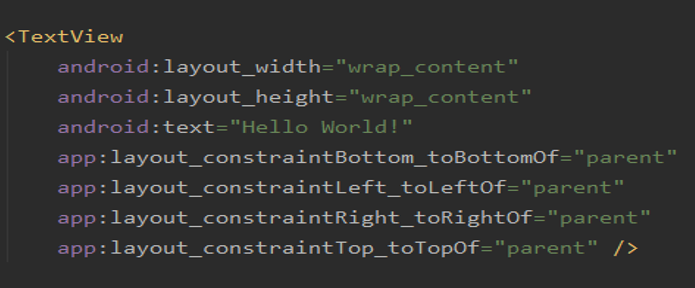 <TextView
android:layout_width="wrap_content"
android:layout_height="wrap_content"
android:text="Hello World!"
app:layout_constraintBottom_toBottomOf="parent"
app:layout_constraintLeft_toLeftOf="parent"
app:layout_constraintRight_toRightOf="parent"
app:layout_constraintTop_toTopOf="parent" />